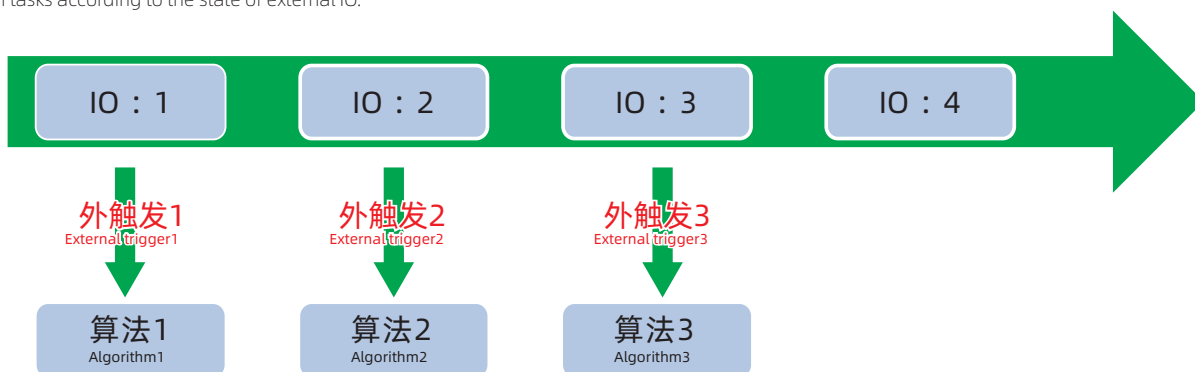 tasks according to the state of external IO.
IO : 1
IO : 2
IO : 3
IO : 4
外触发1
External trigger1
外触发2
External trigger2
外触发3
External trigger3
算法1
Algorithm1
算法2
Algorithm2
算法3
Algorithm3